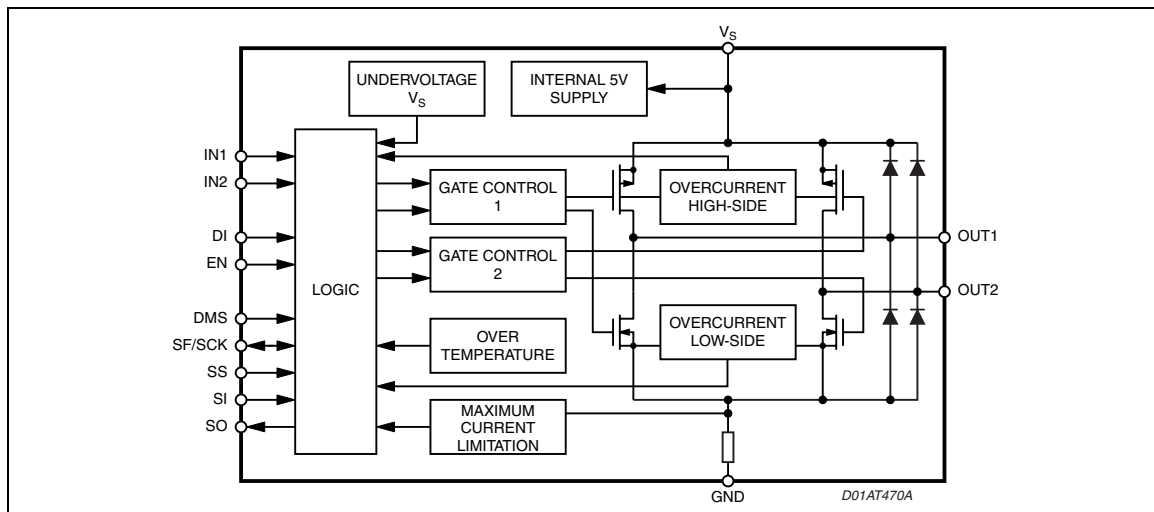 VS
UNDERVOLTAGE
VS
INTERNAL 5V
SUPPLY
IN1
IN2
DI
EN
DMS
SF/SCK
SS
SI
SO
LOGIC
GATE CONTROL
1
GATE CONTROL
2
OVER
TEMPERATURE
MAXIMUM
CURRENT
LIMITATION
OVERCURRENT
HIGH-SIDE
OVERCURRENT
LOW-SIDE
OUT1
OUT2
GND
D01AT470A